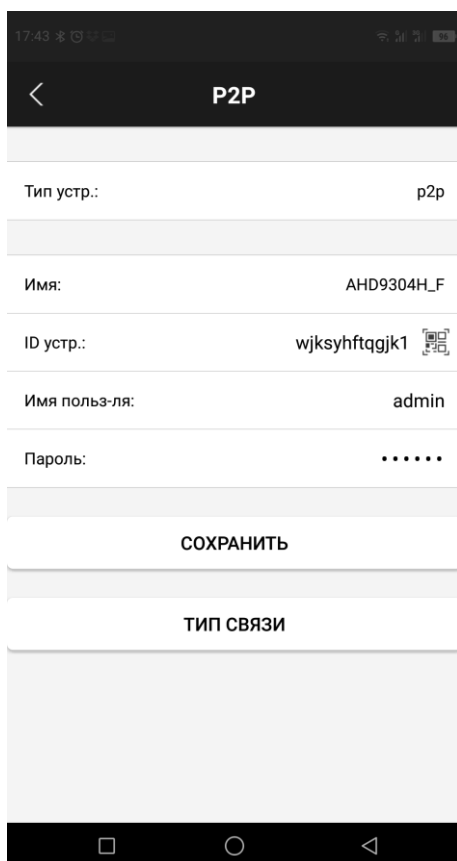 17:43
96
P2P
Тип устр.: p2p
Имя: AHD9304H_F
ID устр.: wjksyhftqgjk1
Имя польз-ля: admin
Пароль: ••••••
СОХРАНИТЬ
ТИП СВЯЗИ